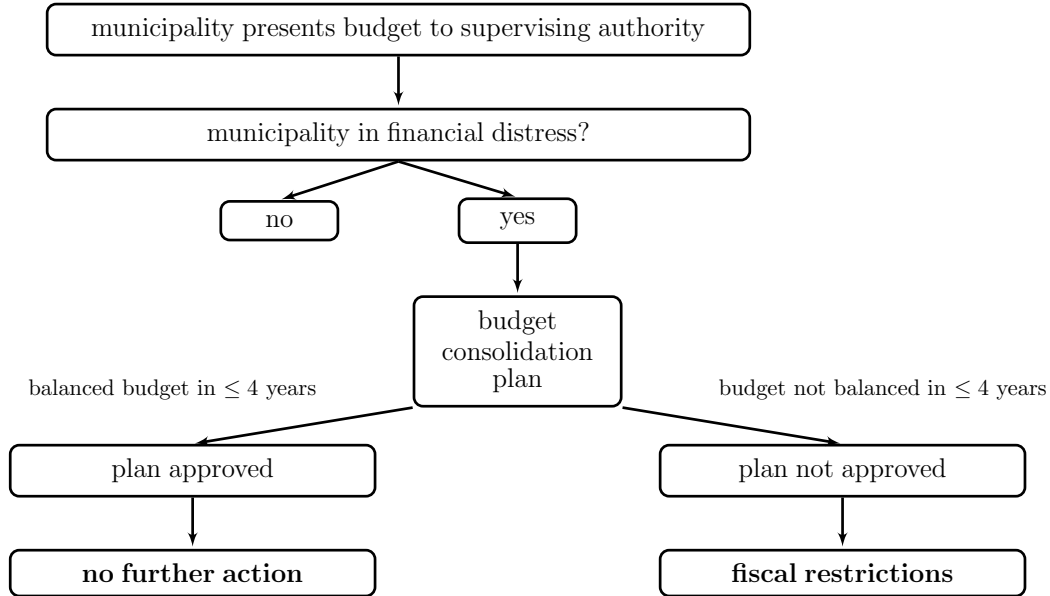 municipality presents budget to supervising authority
municipality in financial distress?
no
yes
budget
consolidation
plan
balanced budget in ≤ 4 years
budget not balanced in ≤ 4 years
plan approved
plan not approved
no further action
fiscal restrictions